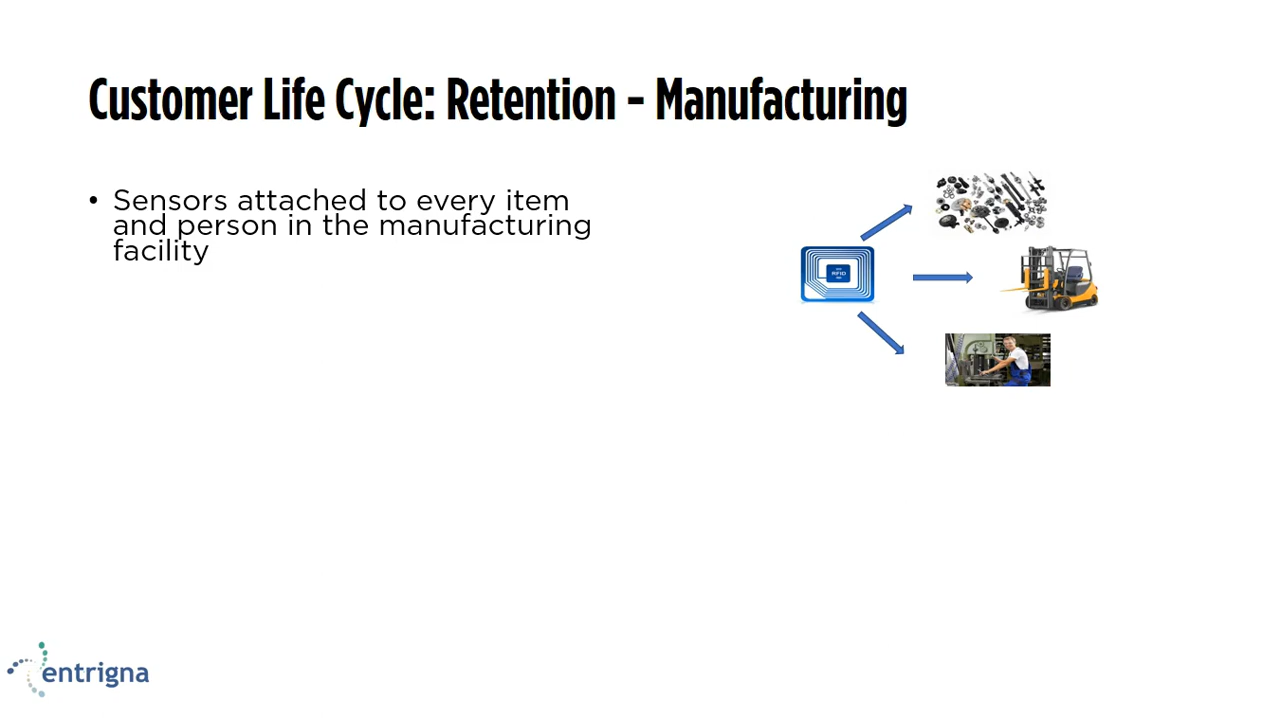 Customer Life Cycle: Retention – Manufacturing
• Sensors attached to every item
and person in the manufacturing
facility
RFID
entrigna